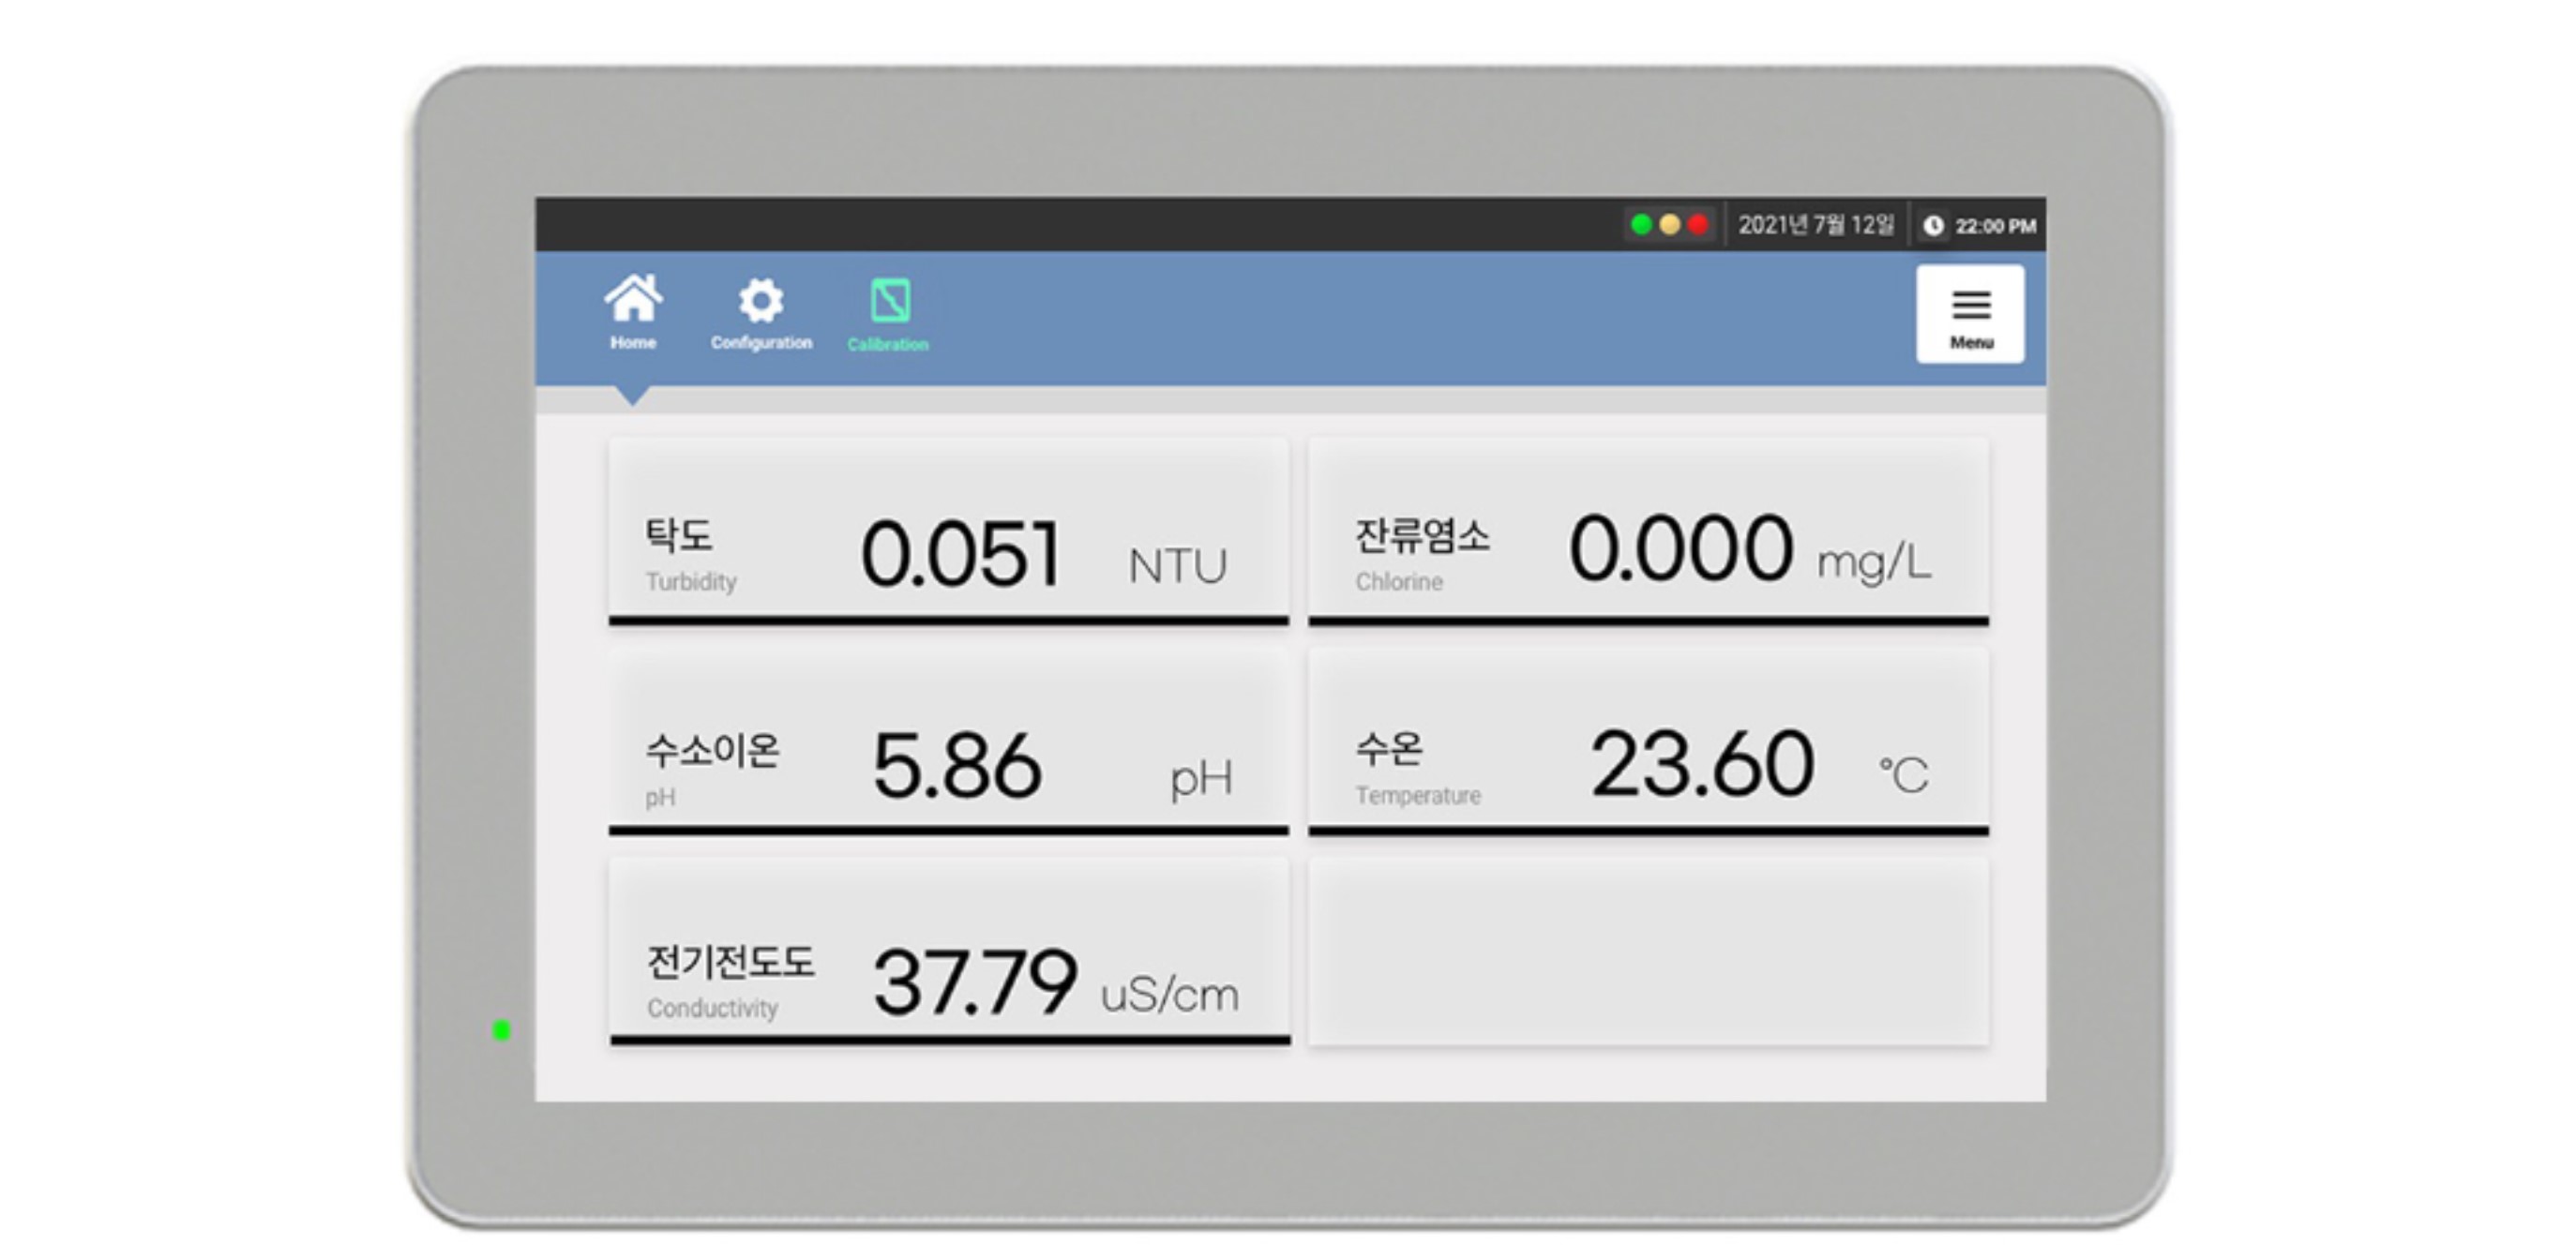 2021년 7월 12일 22:00 PM
Home Configuration Calibration Menu
탁도 0.051 NTU
Turbidity
잔류염소 0.000 mg/L
Chlorine
수소이온 5.86 pH
pH
수온 23.60 °C
Temperature
전기전도도 37.79 uS/cm
Conductivity